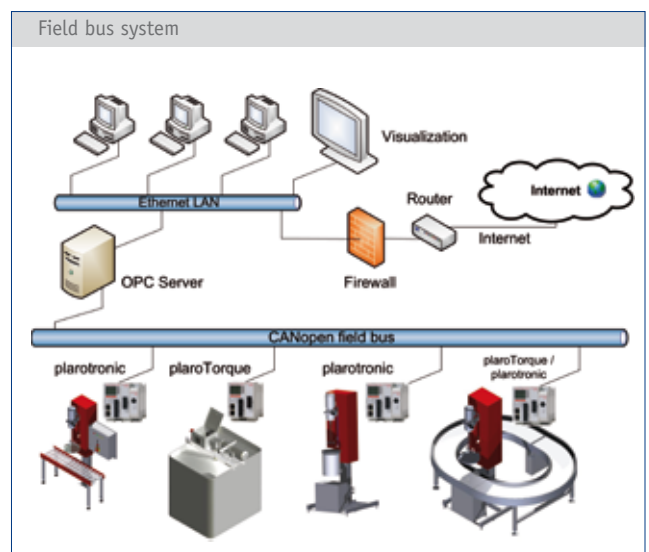 Field bus system
Visualization
Ethernet LAN
Router
Internet
Internet
OPC Server
Firewall
CANopen field bus
plarotronic
plaroTorque
plarotronic
plaroTorque /
plarotronic